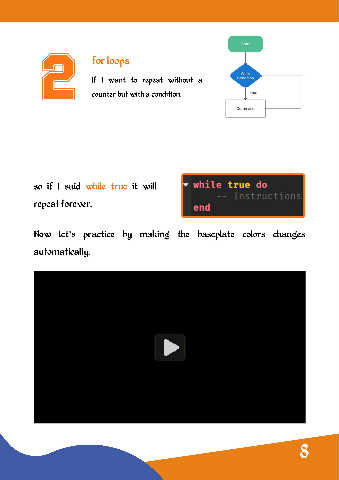 2
for loops
If I want to repeat without a
counter but with a condition.
so if I said while true it will
repeat forever.
while true do
-- Instructions
end
Now let's practice by making the baseplate colors changes
automatically.
8